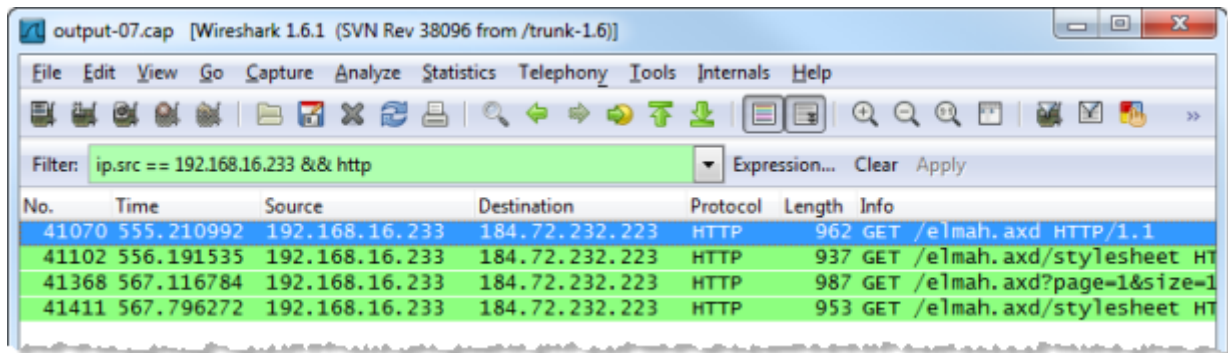 output-07.cap [Wireshark 1.6.1 (SVN Rev 38096 from /trunk-1.6)]
File Edit View Go Capture Analyze Statistics Telephony Tools Internals Help
Filter: ip.src == 192.168.16.233 && http Expression... Clear Apply
No. Time Source Destination Protocol Length Info
41070 555.210992 192.168.16.233 184.72.232.223 HTTP 962 GET /elmah.axd HTTP/1.1
41102 556.191535 192.168.16.233 184.72.232.223 HTTP 937 GET /elmah.axd/stylesheet HT
41368 567.116784 192.168.16.233 184.72.232.223 HTTP 987 GET /elmah.axd?page=1&size=1
41411 567.796272 192.168.16.233 184.72.232.223 HTTP 953 GET /elmah.axd/stylesheet HT